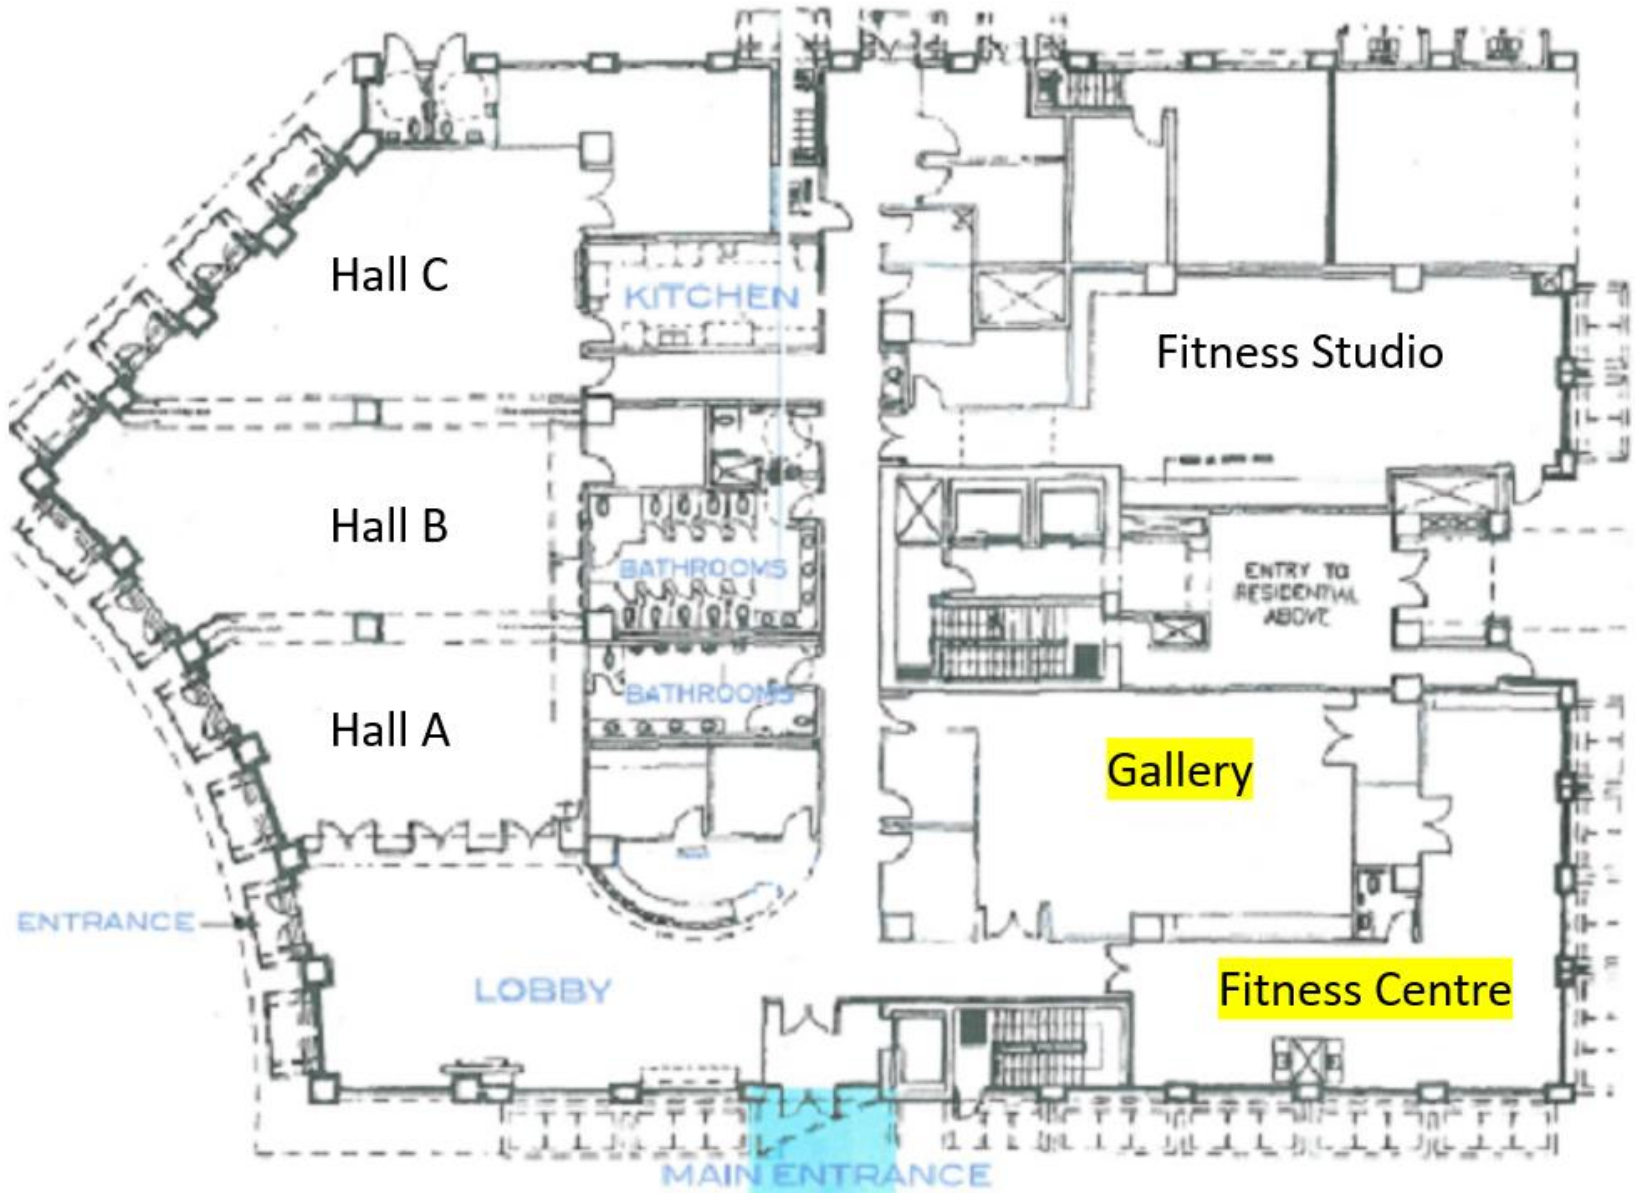 Hall C
KITCHEN
Fitness Studio
Hall B
BATHROOMS
ENTRY TO
RESIDENTIAL
ABOVE
BATHROOMS
Hall A
Gallery
ENTRANCE
LOBBY
Fitness Centre
MAIN ENTRANCE